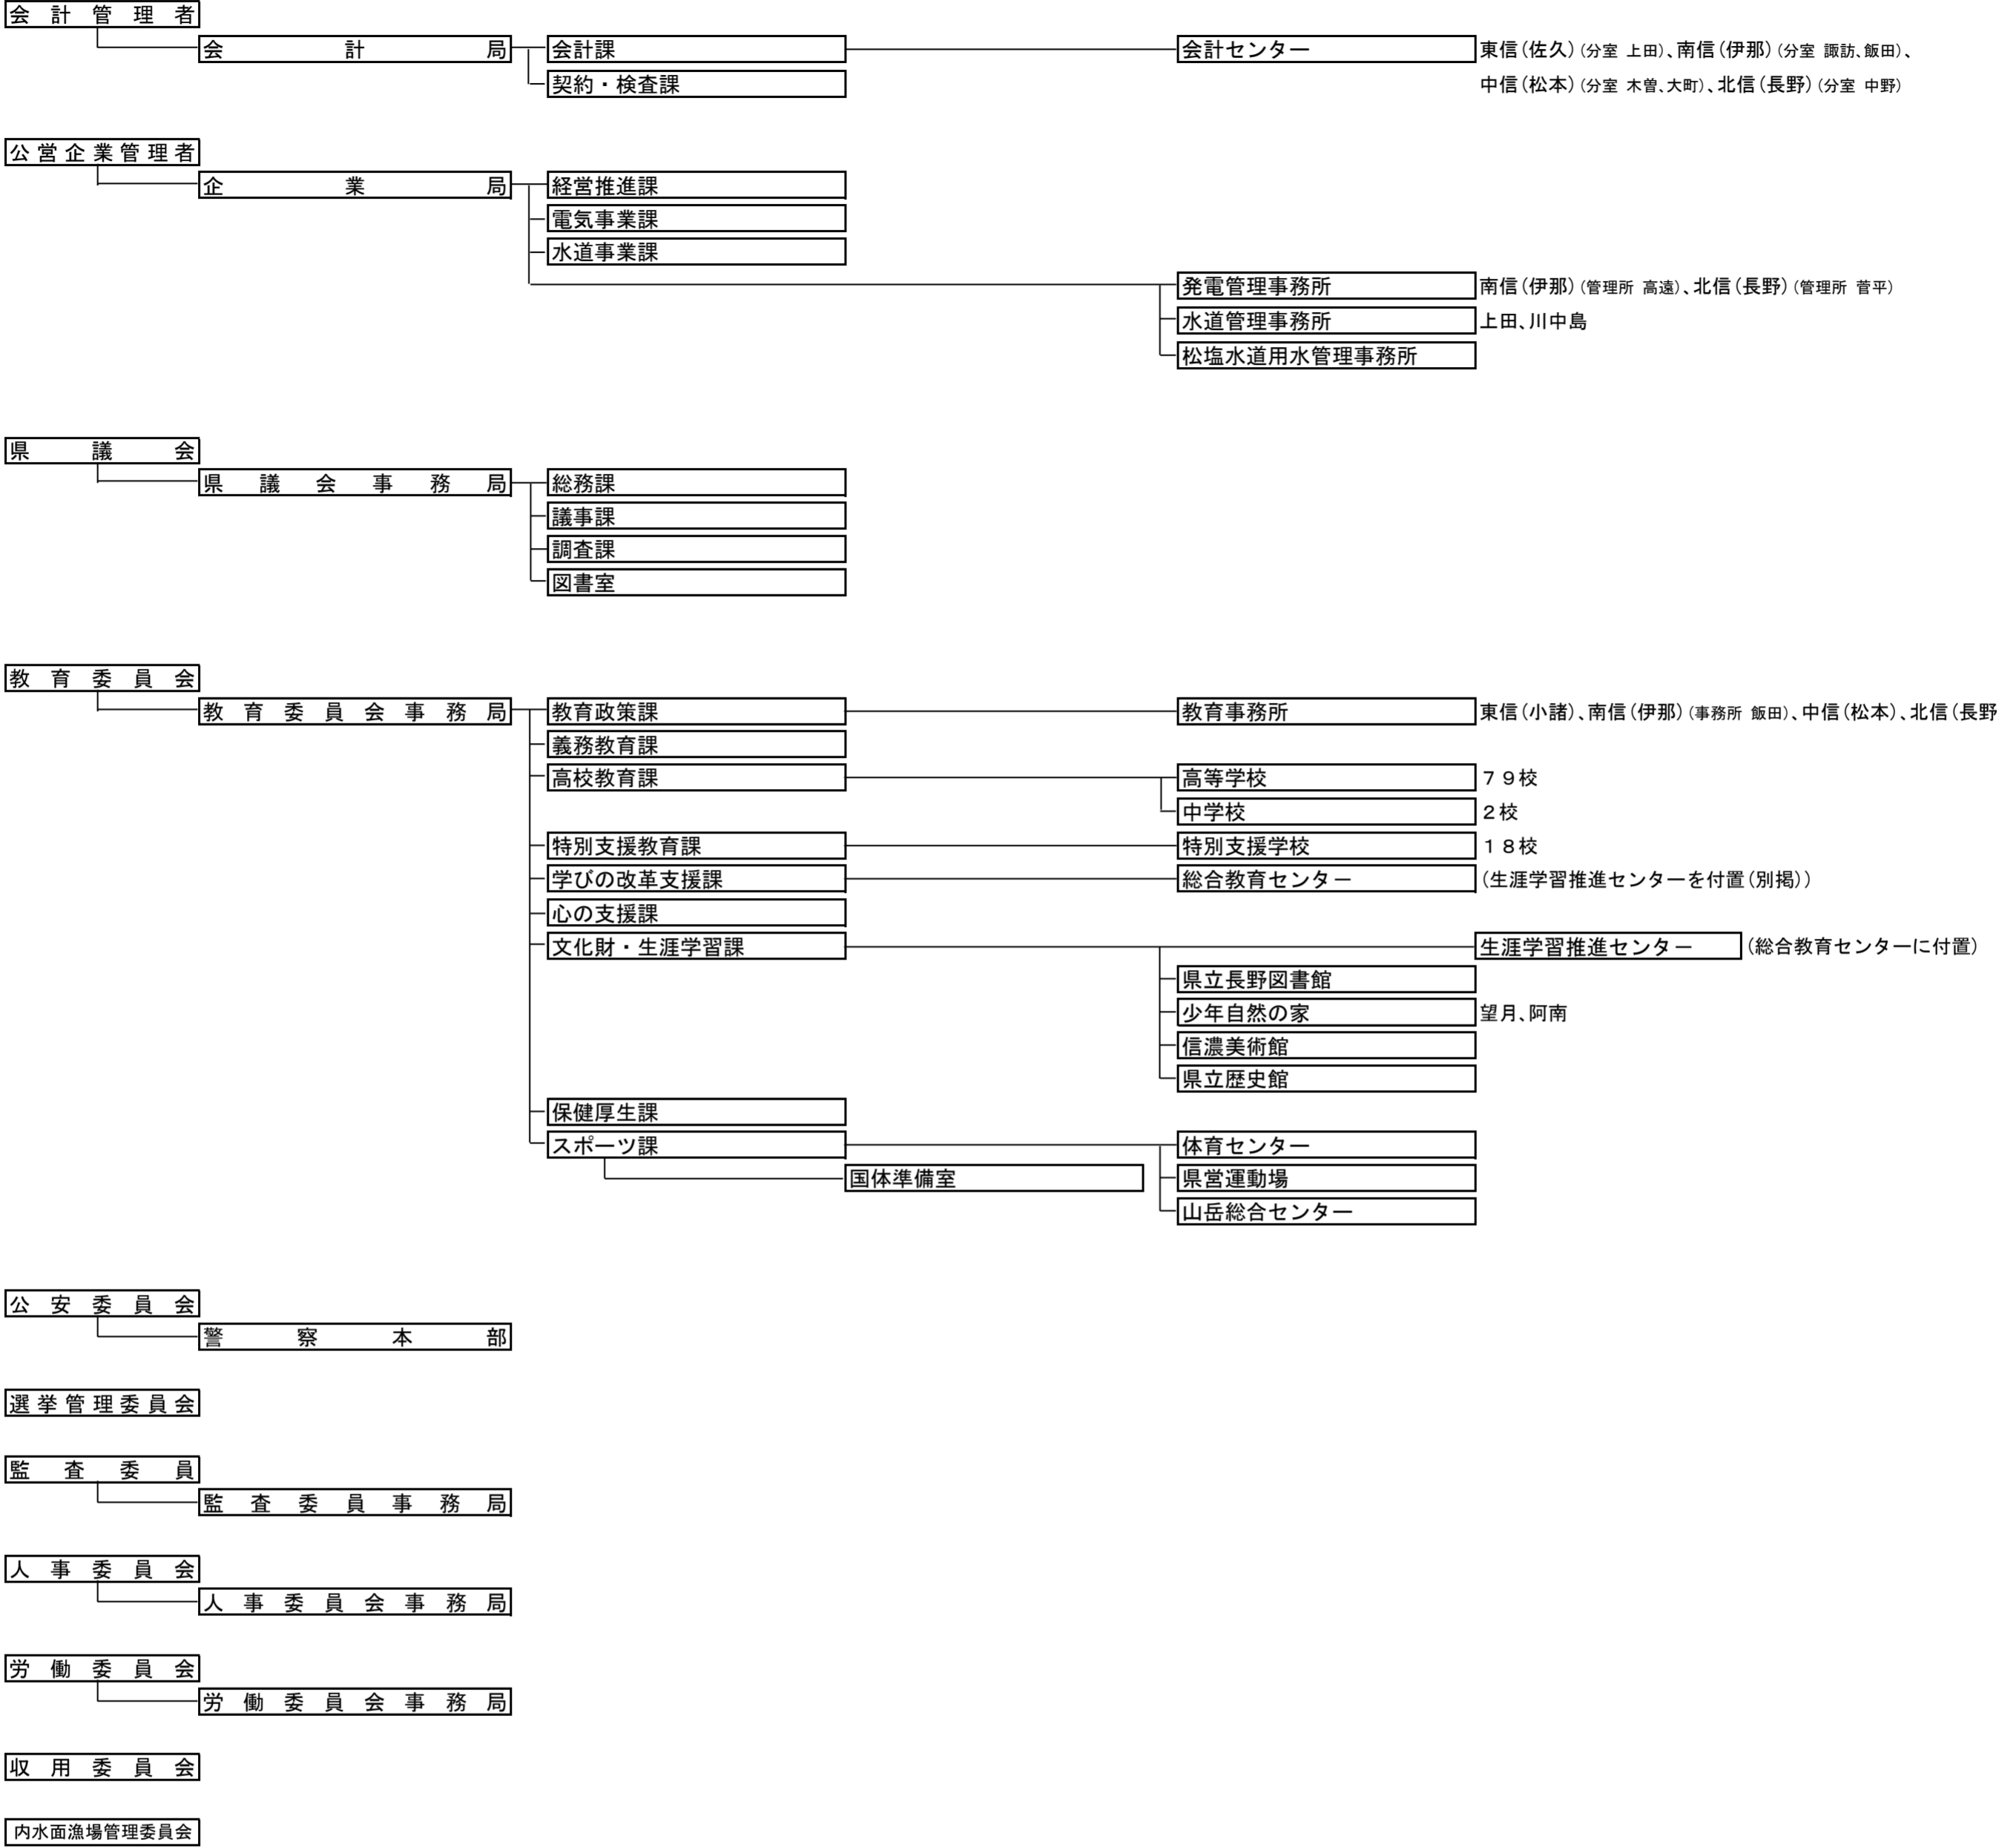 会計管理者
会計局 会計課 会計センター 東信（佐久）（分室 上田）、南信（伊那）（分室 諏訪、飯田）、
契約・検査課 中信（松本）（分室 木曽、大町）、北信（長野）（分室 中野）
公営企業管理者
企業局 経営推進課
電気事業課
水道事業課
発電管理事務所 南信（伊那）（管理所 高遠）、北信（長野）（管理所 菅平）
水道管理事務所 上田、川中島
松塩水道用水管理事務所
県議会
県議会事務局 総務課
議事課
調査課
図書室
教育委員会
教育委員会事務局 教育政策課 教育事務所 東信（小諸）、南信（伊那）（事務所 飯田）、中信（松本）、北信（長野
義務教育課
高校教育課 高等学校 ７９校
中学校 ２校
特別支援教育課 特別支援学校 １８校
学びの改革支援課 総合教育センター （生涯学習推進センターを付置（別掲））
心の支援課
文化財・生涯学習課 生涯学習推進センター （総合教育センターに付置）
県立長野図書館
少年自然の家 望月、阿南
信濃美術館
県立歴史館
保健厚生課
スポーツ課 体育センター
国体準備室 県営運動場
山岳総合センター
公安委員会
警察本部
選挙管理委員会
監査委員
監査委員事務局
人事委員会
人事委員会事務局
労働委員会
労働委員会事務局
収用委員会
内水面漁場管理委員会